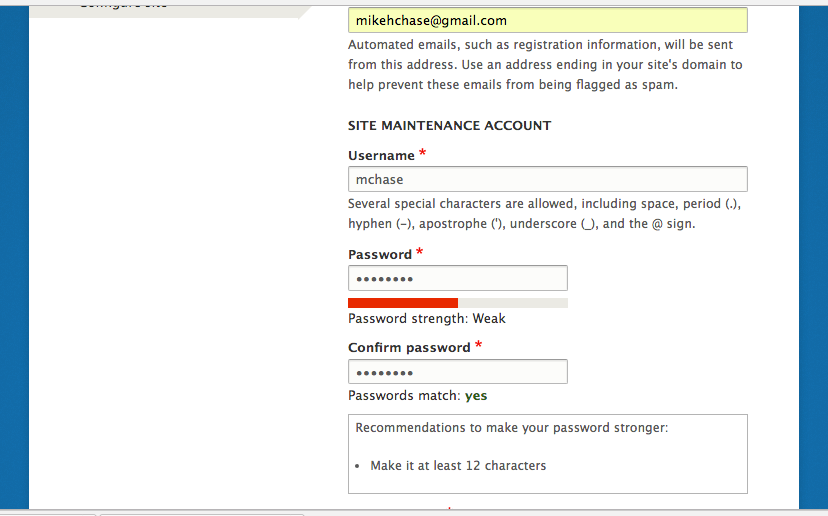 Configure site
mikehchase@gmail.com
Automated emails, such as registration information, will be sent
from this address. Use an address ending in your site's domain to
help prevent these emails from being flagged as spam.
SITE MAINTENANCE ACCOUNT
Username *
mchase
Several special characters are allowed, including space, period (.),
hyphen (-), apostrophe ('), underscore (_), and the @ sign.
Password *
••••••••
Password strength: Weak
Confirm password *
••••••••
Passwords match: yes
Recommendations to make your password stronger:
• Make it at least 12 characters